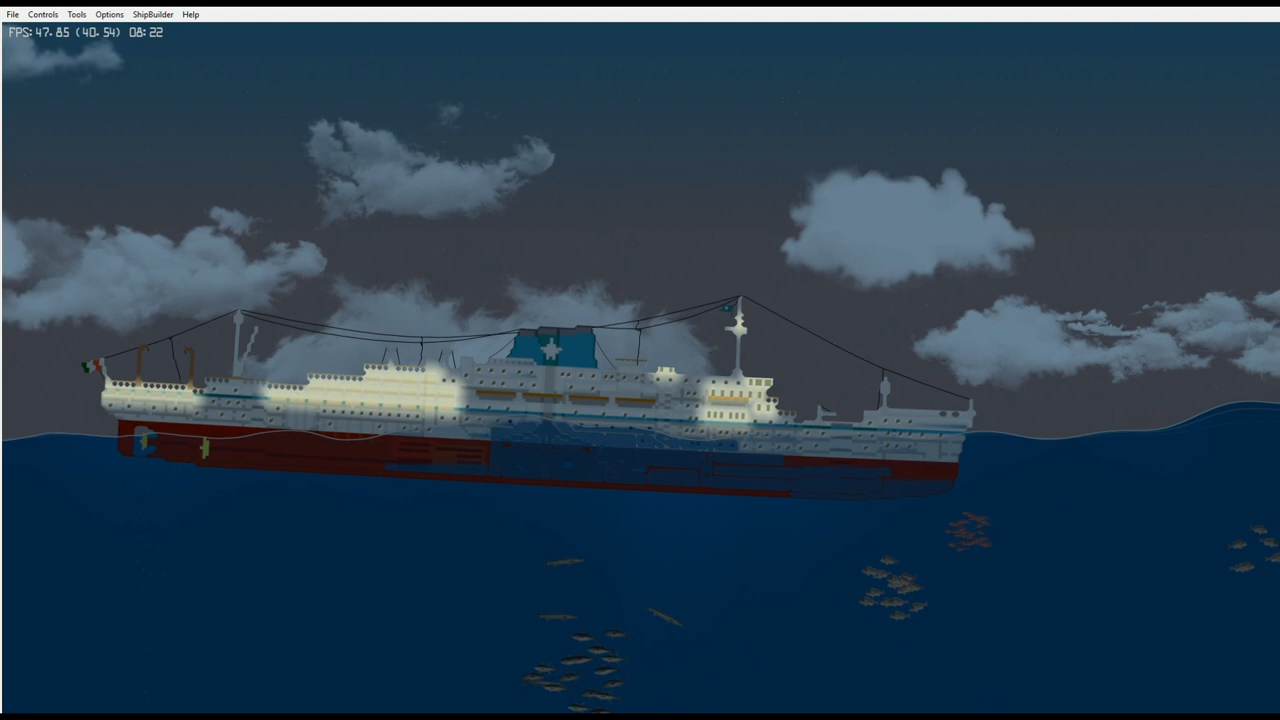 File Controls Tools Options ShipBuilder Help
FPS:47.85 (40.54) 08:22